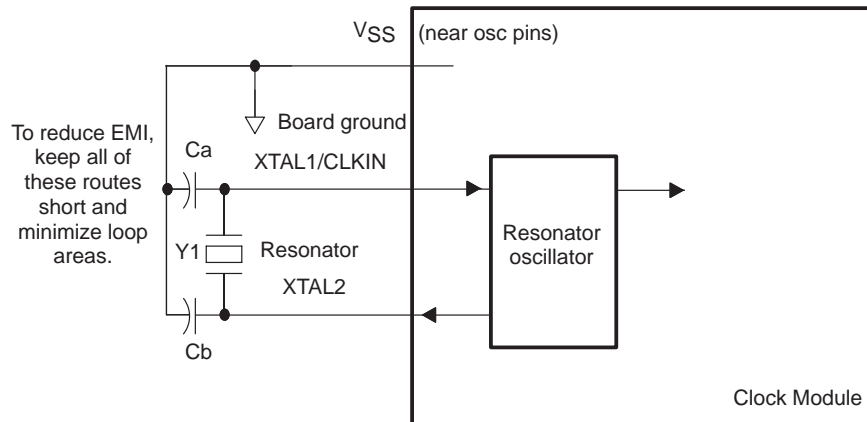 VSS (near osc pins)
Board ground
To reduce EMI,
keep all of
these routes
short and
minimize loop
areas.
Ca
XTAL1/CLKIN
Y1 Resonator
XTAL2
Cb
Resonator
oscillator
Clock Module